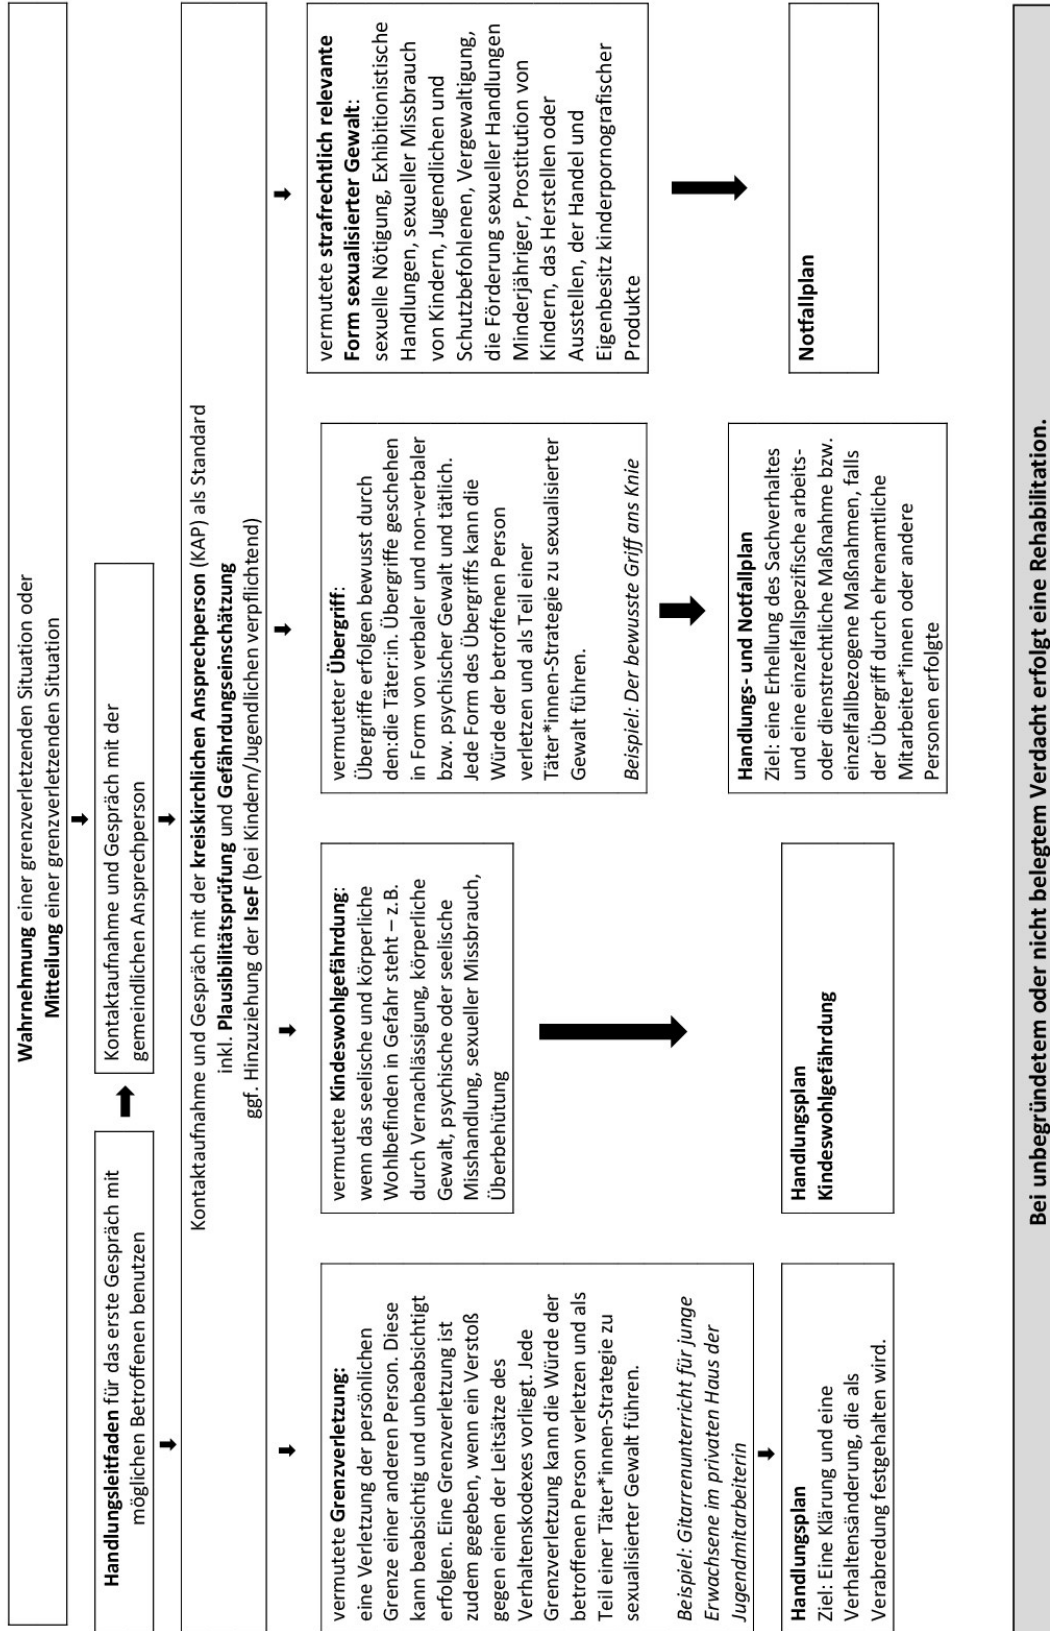 Wahrnehmung einer grenzverletzenden Situation oder
Mitteilung einer grenzverletzenden Situation
Handlungsleitfaden für das erste Gespräch mit
möglichen Betroffenen benutzen
Kontaktaufnahme und Gespräch mit der
gemeindlichen Ansprechperson
Kontaktaufnahme und Gespräch mit der kreiskirchlichen Ansprechperson (KAP) als Standard
inkl. Plausibilitätsprüfung und Gefährdungseinschätzung
ggf. Hinzuziehung der IseF (bei Kindern/Jugendlichen verpflichtend)
vermutete Grenzverletzung:
eine Verletzung der persönlichen
Grenze einer anderen Person. Diese
kann beabsichtigt und unbeabsichtigt
erfolgen. Eine Grenzverletzung ist
zudem gegeben, wenn ein Verstoß
gegen einen der Leitsätze des
Verhaltenskodexes vorliegt. Jede
Grenzverletzung kann die Würde der
betroffenen Person verletzen und als
Teil einer Täter*innen-Strategie zu
sexualisierter Gewalt führen.
Beispiel: Gitarrenunterricht für junge
Erwachsene im privaten Haus der
Jugendmitarbeiterin
vermutete Kindeswohlgefährdung:
wenn das seelische und körperliche
Wohlbefinden in Gefahr steht – z.B.
durch Vernachlässigung, körperliche
Gewalt, psychische oder seelische
Misshandlung, sexueller Missbrauch,
Überbehütung
vermuteter Übergriff:
Übergriffe erfolgen bewusst durch
den:die Täter:in. Übergriffe geschehen
in Form von verbaler und non-verbaler
bzw. psychischer Gewalt und tätlich.
Jede Form des Übergriffs kann die
Würde der betroffenen Person
verletzen und als Teil einer
Täter*innen-Strategie zu sexualisierter
Gewalt führen.
Beispiel: Der bewusste Griff ans Knie
vermutete strafrechtlich relevante
Form sexualisierter Gewalt:
sexuelle Nötigung, Exhibitionistische
Handlungen, sexueller Missbrauch
von Kindern, Jugendlichen und
Schutzbefohlenen, Vergewaltigung,
die Förderung sexueller Handlungen
Minderjähriger, Prostitution von
Kindern, das Herstellen oder
Ausstellen, der Handel und
Eigenbesitz kinderpornografischer
Produkte
Handlungsplan
Ziel: Eine Klärung und eine
Verhaltensänderung, die als
Verabredung festgehalten wird.
Handlungsplan
Kindeswohlgefährdung
Handlungs- und Notfallplan
Ziel: eine Erhellung des Sachverhaltes
und eine einzelfallspezifische arbeits-
oder dienstrechtliche Maßnahme bzw.
einzelfallbezogene Maßnahmen, falls
der Übergriff durch ehrenamtliche
Mitarbeiter*innen oder andere
Personen erfolgte
Notfallplan
Bei unbegründetem oder nicht belegtem Verdacht erfolgt eine Rehabilitation.